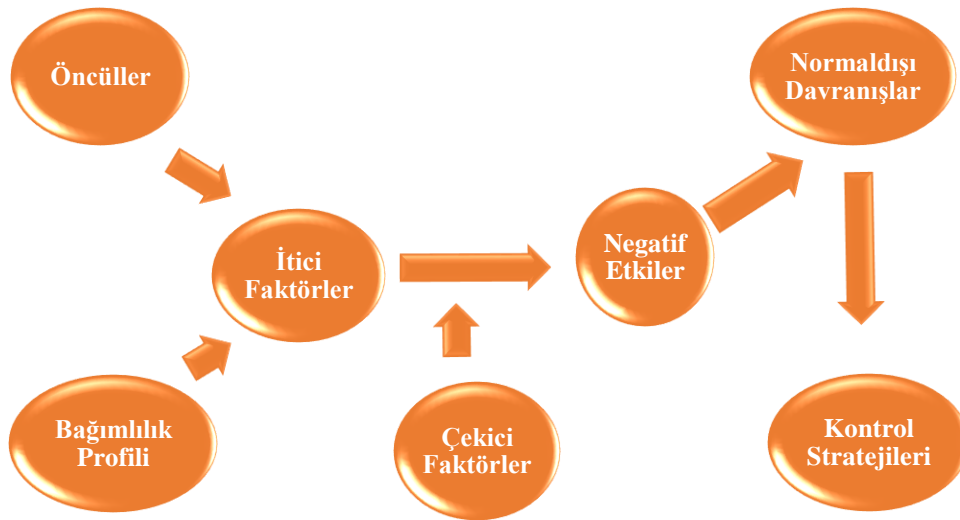 Öncüller
Normaldışı
Davranışlar
İtici
Faktörler
Negatif
Etkiler
Bağımlılık
Profili
Çekici
Faktörler
Kontrol
Stratejileri